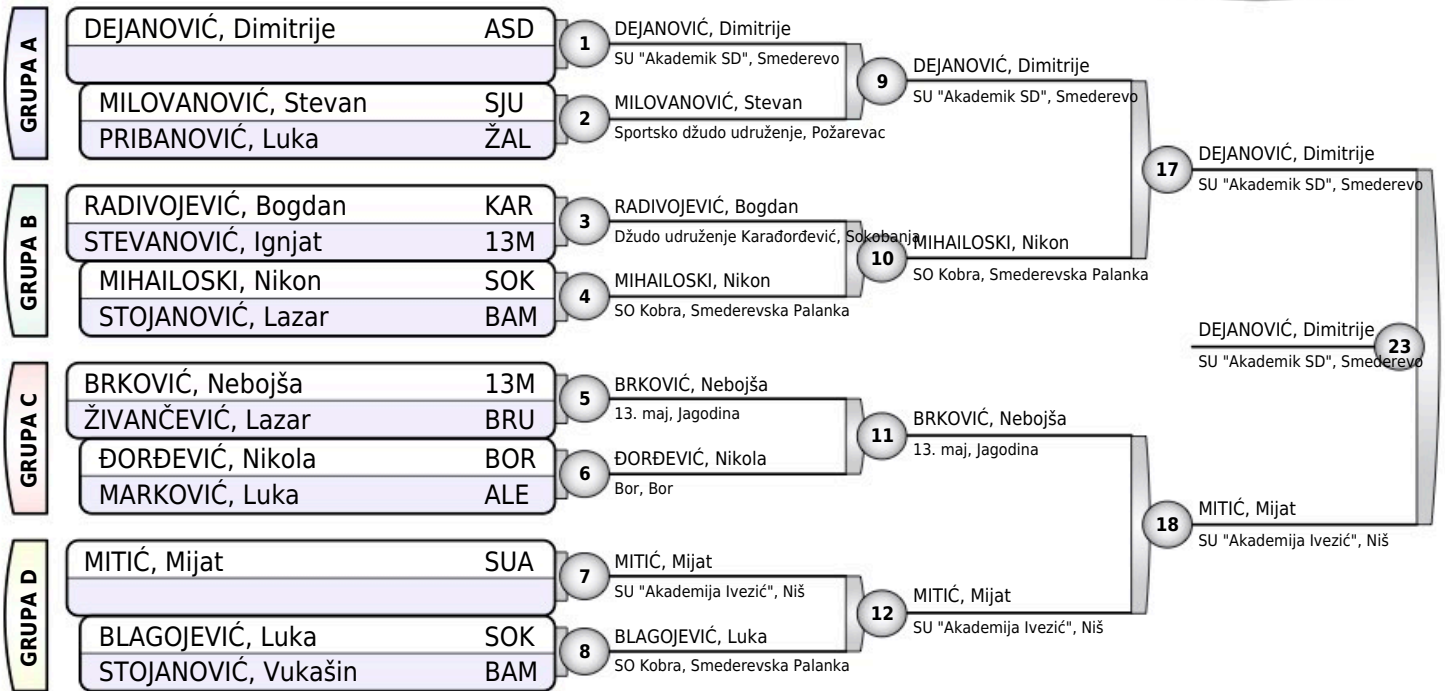 GRUPA A
DEJANOVIĆ, Dimitrije ASD
MILOVANOVIĆ, Stevan SJU
PRIBANOVIĆ, Luka ŽAL
GRUPA B
RADIVOJEVIĆ, Bogdan KAR
STEVANOVIĆ, Ignjat 13M
MIHAILOSKI, Nikon SOK
STOJANOVIĆ, Lazar BAM
GRUPA C
BRKOVIĆ, Nebojša 13M
ŽIVANČEVIĆ, Lazar BRU
ĐORĐEVIĆ, Nikola BOR
MARKOVIĆ, Luka ALE
GRUPA D
MITIĆ, Mijat SUA
BLAGOJEVIĆ, Luka SOK
STOJANOVIĆ, Vukašin BAM
1
DEJANOVIĆ, Dimitrije
SU "Akademik SD", Smederevo
2
MILOVANOVIĆ, Stevan
Sportsko džudo udruženje, Požarevac
3
RADIVOJEVIĆ, Bogdan
Džudo udruženje Karađorđević, Sokobanja
4
MIHAILOSKI, Nikon
SO Kobra, Smederevska Palanka
5
BRKOVIĆ, Nebojša
13. maj, Jagodina
6
ĐORĐEVIĆ, Nikola
Bor, Bor
7
MITIĆ, Mijat
SU "Akademija Ivezić", Niš
8
BLAGOJEVIĆ, Luka
SO Kobra, Smederevska Palanka
9
DEJANOVIĆ, Dimitrije
SU "Akademik SD", Smederevo
10
MIHAILOSKI, Nikon
SO Kobra, Smederevska Palanka
11
BRKOVIĆ, Nebojša
13. maj, Jagodina
12
MITIĆ, Mijat
SU "Akademija Ivezić", Niš
17
DEJANOVIĆ, Dimitrije
SU "Akademik SD", Smederevo
18
MITIĆ, Mijat
SU "Akademija Ivezić", Niš
DEJANOVIĆ, Dimitrije
23
SU "Akademik SD", Smederevo